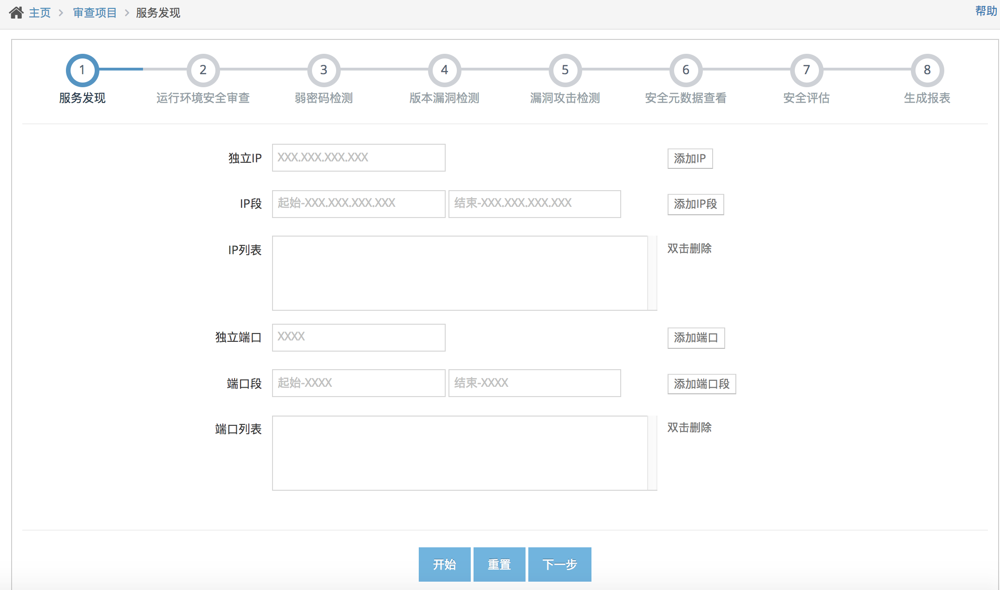 主页 审查项目 服务发现 帮助
1 2 3 4 5 6 7 8
服务发现 运行环境安全审查 弱密码检测 版本漏洞检测 漏洞攻击检测 安全元数据查看 安全评估 生成报表
独立IP XXX.XXX.XXX.XXX 添加IP
IP段 起始-XXX.XXX.XXX.XXX 结束-XXX.XXX.XXX.XXX 添加IP段
IP列表 双击删除
独立端口 XXXX 添加端口
端口段 起始-XXXX 结束-XXXX 添加端口段
端口列表 双击删除
开始 重置 下一步